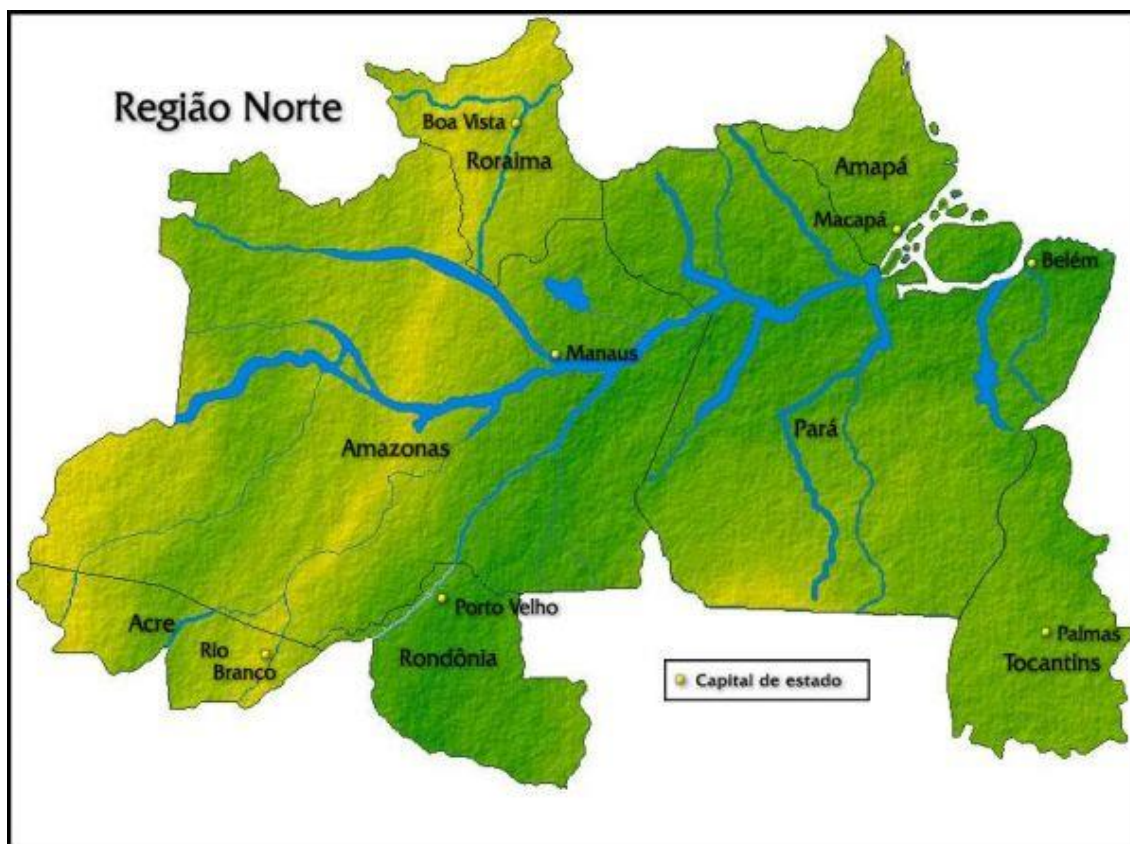 Região Norte
Boa Vista
Roraima
Amapá
Macapá
Belém
Manaus
Amazonas
Pará
Acre
Rio
Branco
Porto Velho
Rondônia
Palmas
Tocantins
Capital de estado